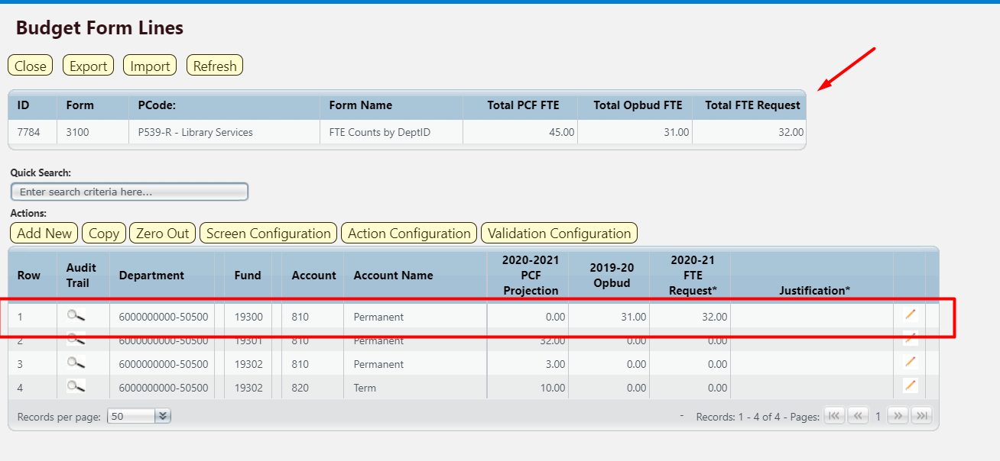 Budget Form Lines
Close Export Import Refresh
ID Form PCode: Form Name Total PCF FTE Total Opbud FTE Total FTE Request
7784 3100 P539-R - Library Services FTE Counts by DeptID 45.00 31.00 32.00
Quick Search:
Enter search criteria here...
Actions:
Add New Copy Zero Out Screen Configuration Action Configuration Validation Configuration
Row Audit Trail Department Fund Account Account Name 2020-2021 PCF Projection 2019-20 Opbud 2020-21 FTE Request* Justification*
1 6000000000-50500 19300 810 Permanent 0.00 31.00 32.00
2 6000000000-50500 19301 810 Permanent 32.00 0.00 0.00
3 6000000000-50500 19302 810 Permanent 3.00 0.00 0.00
4 6000000000-50500 19302 820 Term 10.00 0.00 0.00
Records per page: 50 - Records: 1 - 4 of 4 - Pages: 1